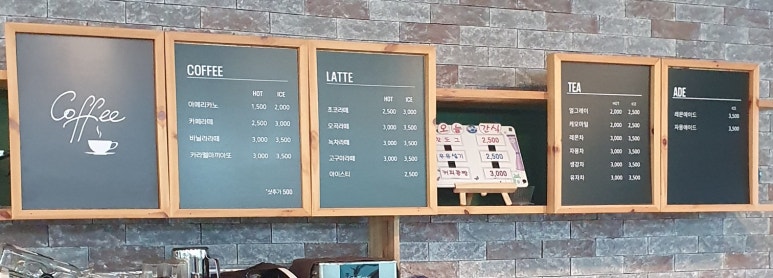 Coffee
COFFEE
HOT ICE
아메리카노 1,500 2,000
카페라떼 2,500 3,000
바닐라라떼 3,000 3,500
카라멜마끼아또 3,000 3,500
*샷추가 500
LATTE
HOT ICE
초코라떼 2,500 3,000
오곡라떼 3,000 3,500
녹차라떼 3,000 3,500
고구마라떼 3,000 3,500
아이스티 2,500
오늘 간식
2,500
2,500
3,000
TEA
HOT ICE
얼그레이 2,000 2,500
캐모마일 2,000 2,500
레몬차 3,000 3,500
자몽차 3,000 3,500
생강차 3,000 3,500
유자차 3,000 3,500
ADE
ICE
레몬에이드 3,500
자몽에이드 3,500